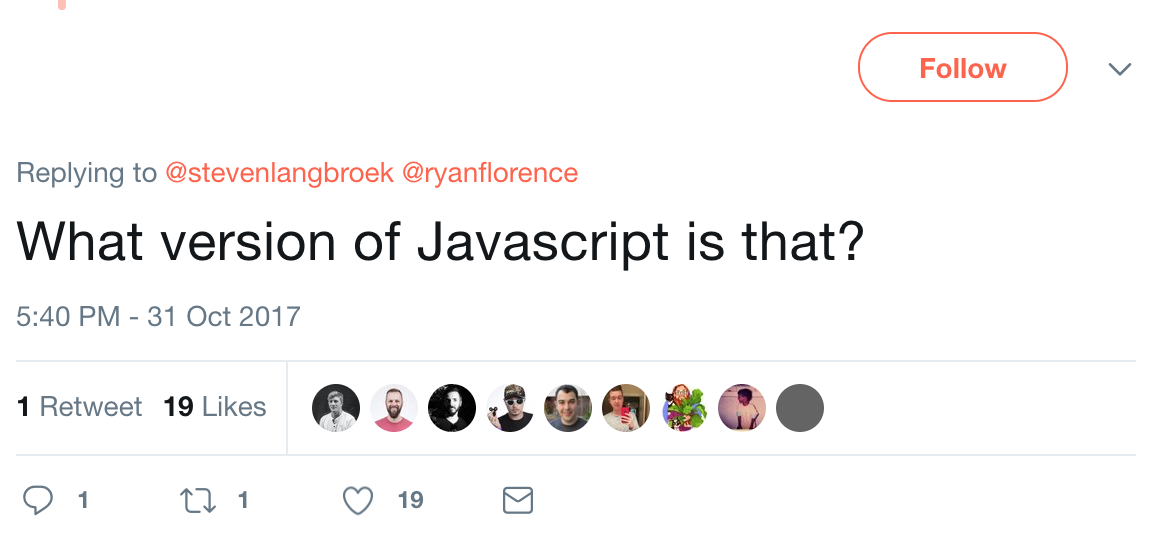 Follow
Replying to @stevenlangbroek @ryanflorence
What version of Javascript is that?
5:40 PM - 31 Oct 2017
1 Retweet 19 Likes
1 1 19